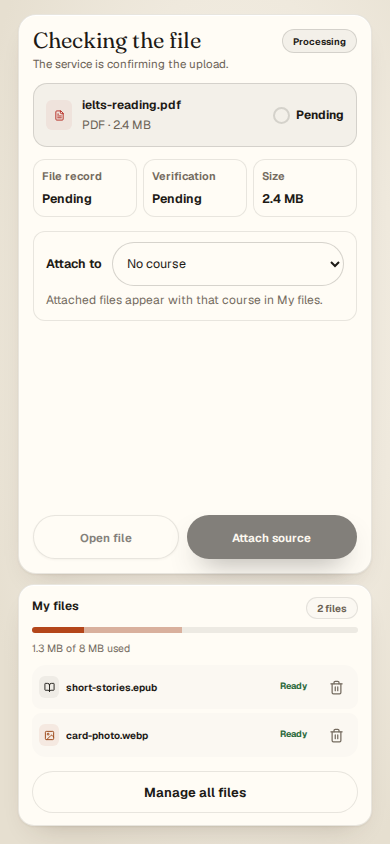 Checking the file
Processing
The service is confirming the upload.
ielts-reading.pdf
PDF · 2.4 MB
Pending
File record
Pending
Verification
Pending
Size
2.4 MB
Attach to
No course
Attached files appear with that course in My files.
Open file
Attach source
My files
2 files
1.3 MB of 8 MB used
short-stories.epub
Ready
card-photo.webp
Ready
Manage all files